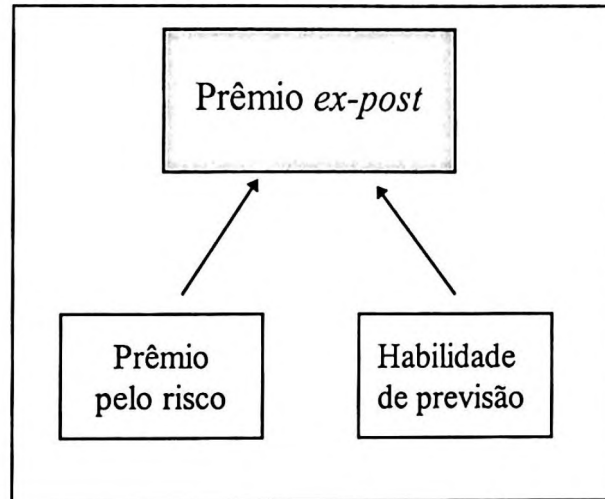 Prêmio ex-post
Prêmio
pelo risco
Habilidade
de previsão